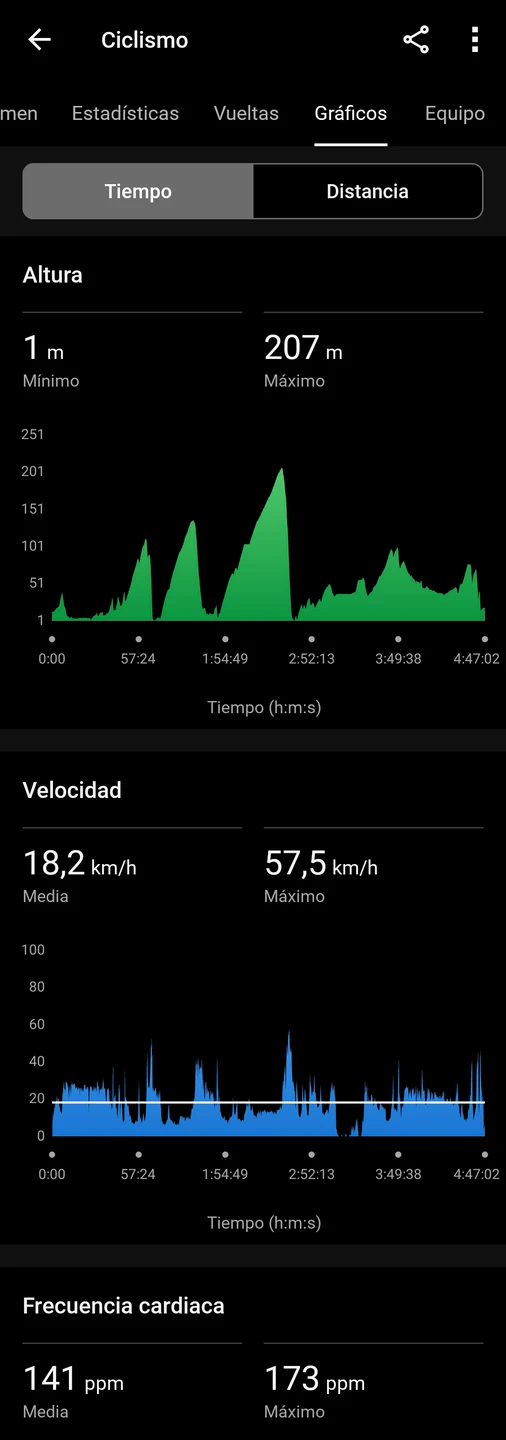 Ciclismo
men Estadísticas Vueltas Gráficos Equipo
Tiempo Distancia
Altura
1 m 207 m
Mínimo Máximo
251
201
151
101
51
1
0:00 57:24 1:54:49 2:52:13 3:49:38 4:47:02
Tiempo (h:m:s)
Velocidad
18,2 km/h 57,5 km/h
Media Máximo
100
80
60
40
20
0
0:00 57:24 1:54:49 2:52:13 3:49:38 4:47:02
Tiempo (h:m:s)
Frecuencia cardiaca
141 ppm 173 ppm
Media Máximo